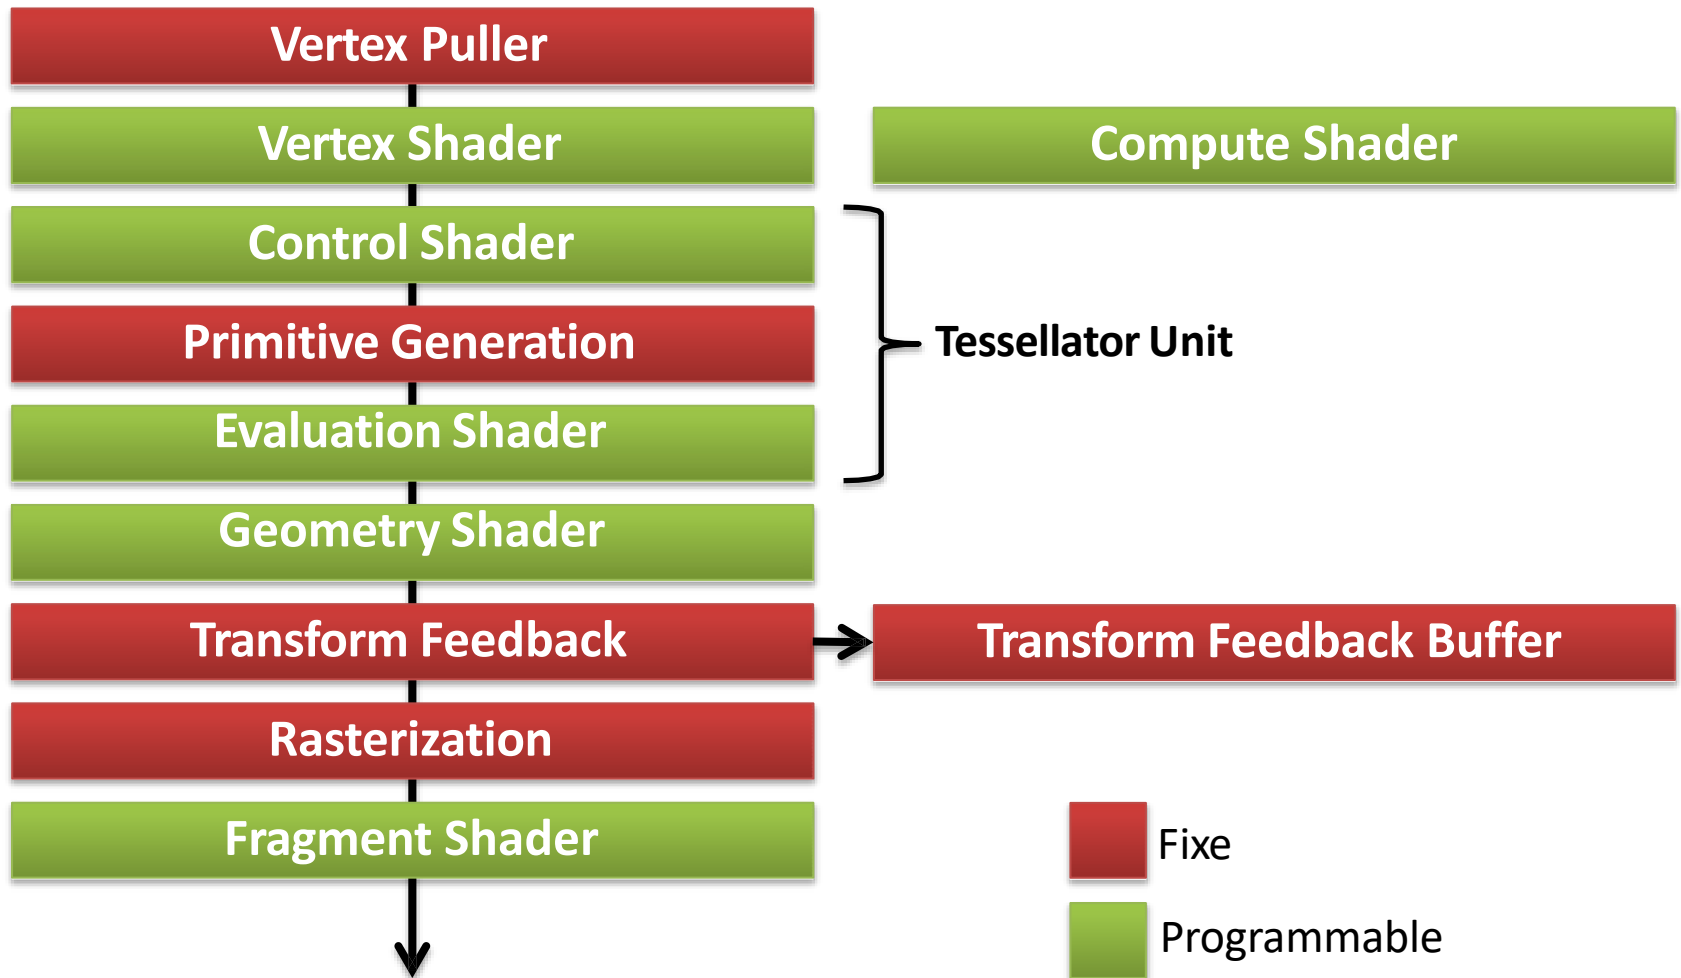 Vertex Puller
Vertex Shader
Compute Shader
Control Shader
Primitive Generation
Tessellator Unit
Evaluation Shader
Geometry Shader
Transform Feedback
Transform Feedback Buffer
Rasterization
Fragment Shader
Fixe
Programmable